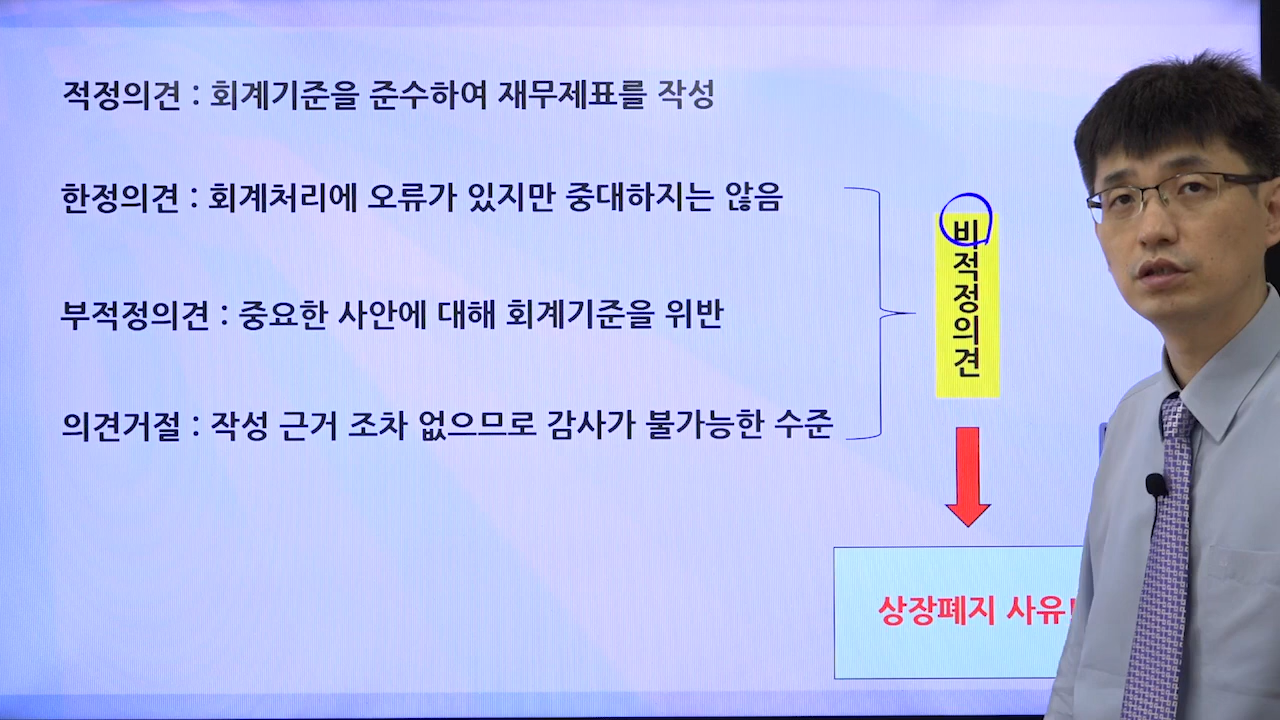 적정의견 : 회계기준을 준수하여 재무제표를 작성
한정의견 : 회계처리에 오류가 있지만 중대하지는 않음
부적정의견 : 중요한 사안에 대해 회계기준을 위반
의견거절 : 작성 근거 조차 없으므로 감사가 불가능한 수준
비적정의견
상장폐지 사유!